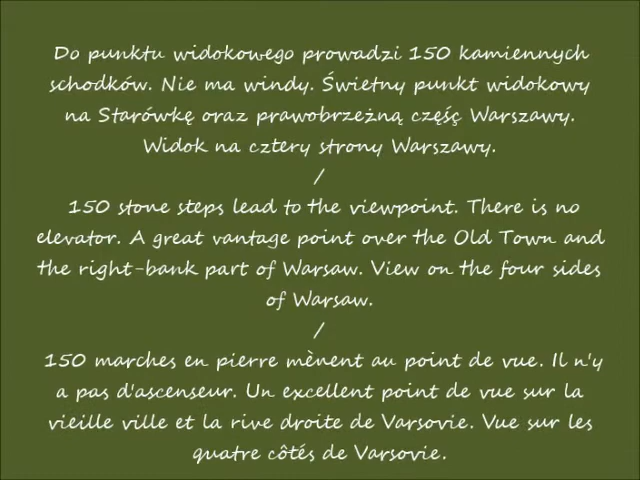 Do punktu widokowego prowadzi 150 kamiennych
schodków. Nie ma windy. Świetny punkt widokowy
na Starówkę oraz prawobrzeżną część Warszawy.
Widok na cztery strony Warszawy.
/
150 stone steps lead to the viewpoint. There is no
elevator. A great vantage point over the Old Town and
the right-bank part of Warsaw. View on the four sides
of Warsaw.
/
150 marches en pierre mènent au point de vue. Il n'y
a pas d'ascenseur. Un excellent point de vue sur la
vieille ville et la rive droite de Varsovie. Vue sur les
quatre côtés de Varsovie.